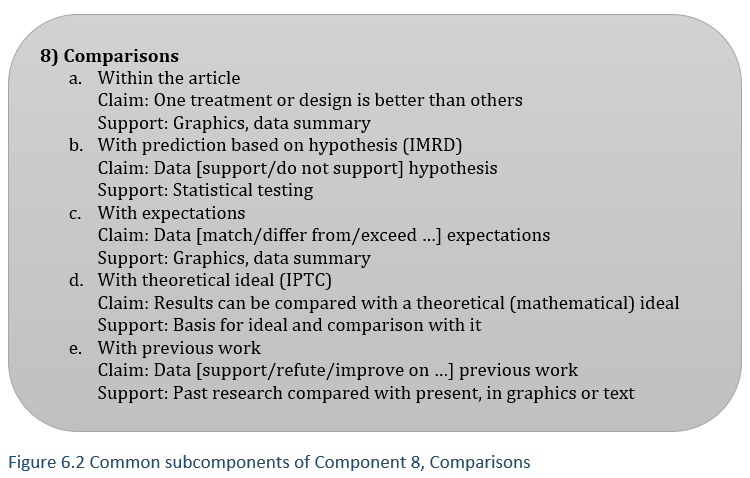 8) Comparisons
a. Within the article
Claim: One treatment or design is better than others
Support: Graphics, data summary
b. With prediction based on hypothesis (IMRD)
Claim: Data [support/do not support] hypothesis
Support: Statistical testing
c. With expectations
Claim: Data [match/differ from/exceed ...] expectations
Support: Graphics, data summary
d. With theoretical ideal (IPTC)
Claim: Results can be compared with a theoretical (mathematical) ideal
Support: Basis for ideal and comparison with it
e. With previous work
Claim: Data [support/refute/improve on ...] previous work
Support: Past research compared with present, in graphics or text
Figure 6.2 Common subcomponents of Component 8, Comparisons